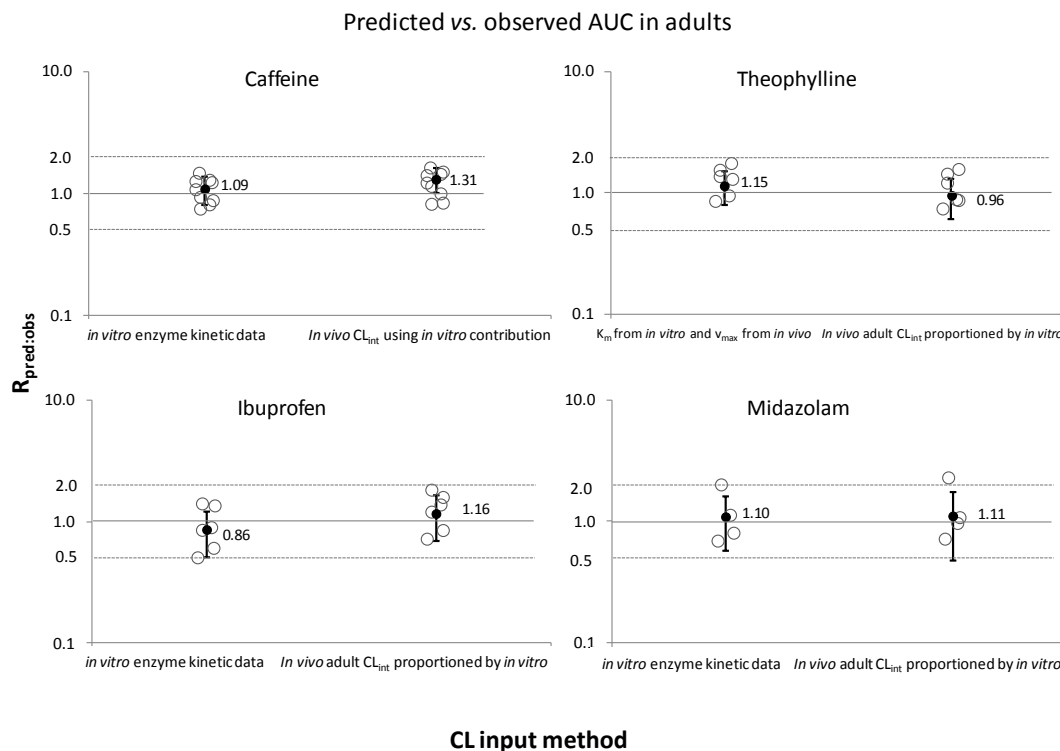 Predicted vs. observed AUC in adults
Caffeine
10.0
2.0
1.0
0.5
0.1
1.09
1.31
in vitro enzyme kinetic data
In vivo CLint using in vitro contribution
Theophylline
10.0
2.0
1.0
0.5
0.1
1.15
0.96
Km from in vitro and vmax from in vivo
In vivo adult CLint proportioned by in vitro
Rpred:obs
Ibuprofen
10.0
2.0
1.0
0.5
0.1
0.86
1.16
in vitro enzyme kinetic data
In vivo adult CLint proportioned by in vitro
Midazolam
10.0
2.0
1.0
0.5
0.1
1.10
1.11
in vitro enzyme kinetic data
In vivo adult CLint proportioned by in vitro
CL input method